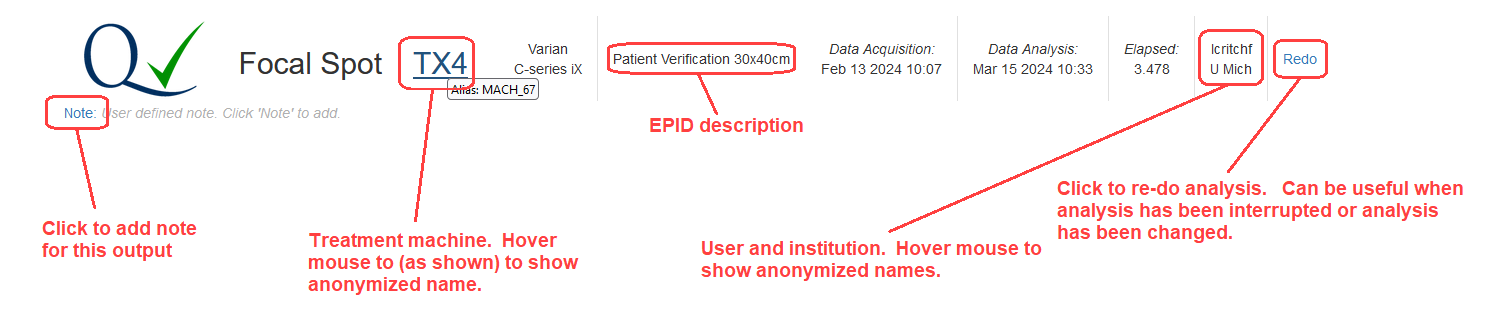 Q
Focal Spot
TX4
Alias: MACH_67
Varian
C-series iX
Patient Verification 30x40cm
Data Acquisition:
Feb 13 2024 10:07
Data Analysis:
Mar 15 2024 10:33
Elapsed:
3.478
lcritchf
U Mich
Redo
Note: User defined note. Click 'Note' to add.
EPID description
Click to add note
for this output
Treatment machine.  Hover
mouse to (as shown) to show
anonymized name.
User and institution.  Hover mouse to
show anonymized names.
Click to re-do analysis.   Can be useful when
analysis has been interrupted or analysis
has been changed.